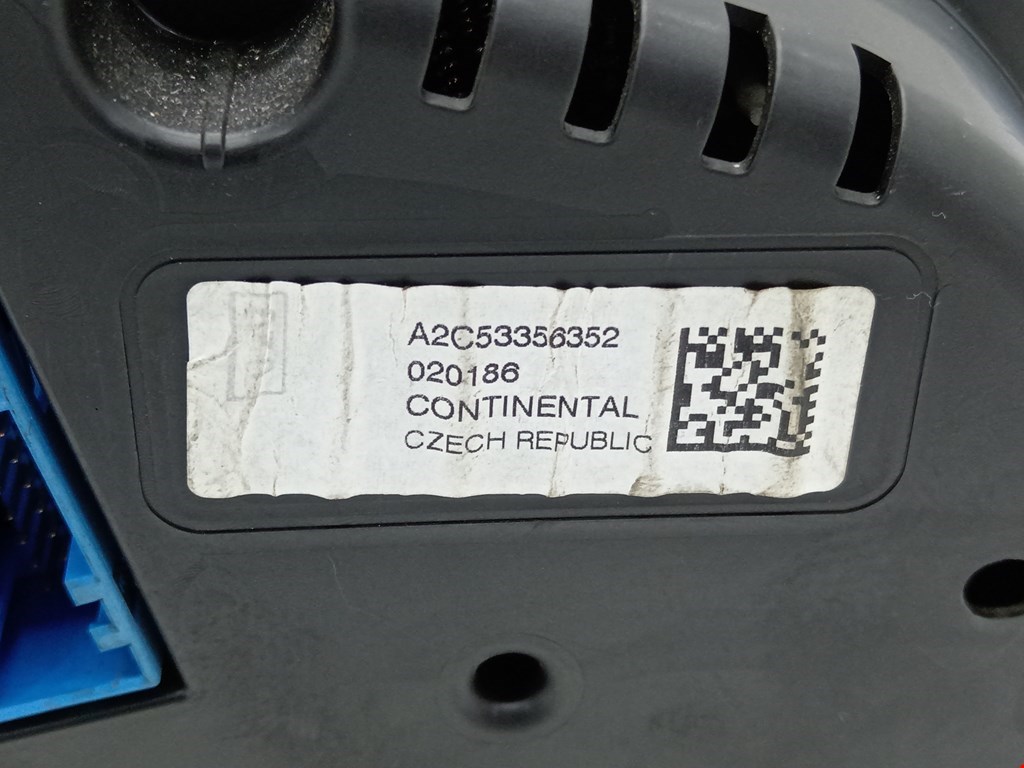 A2C53356352
020186
CONTINENTAL
CZECH REPUBLIC